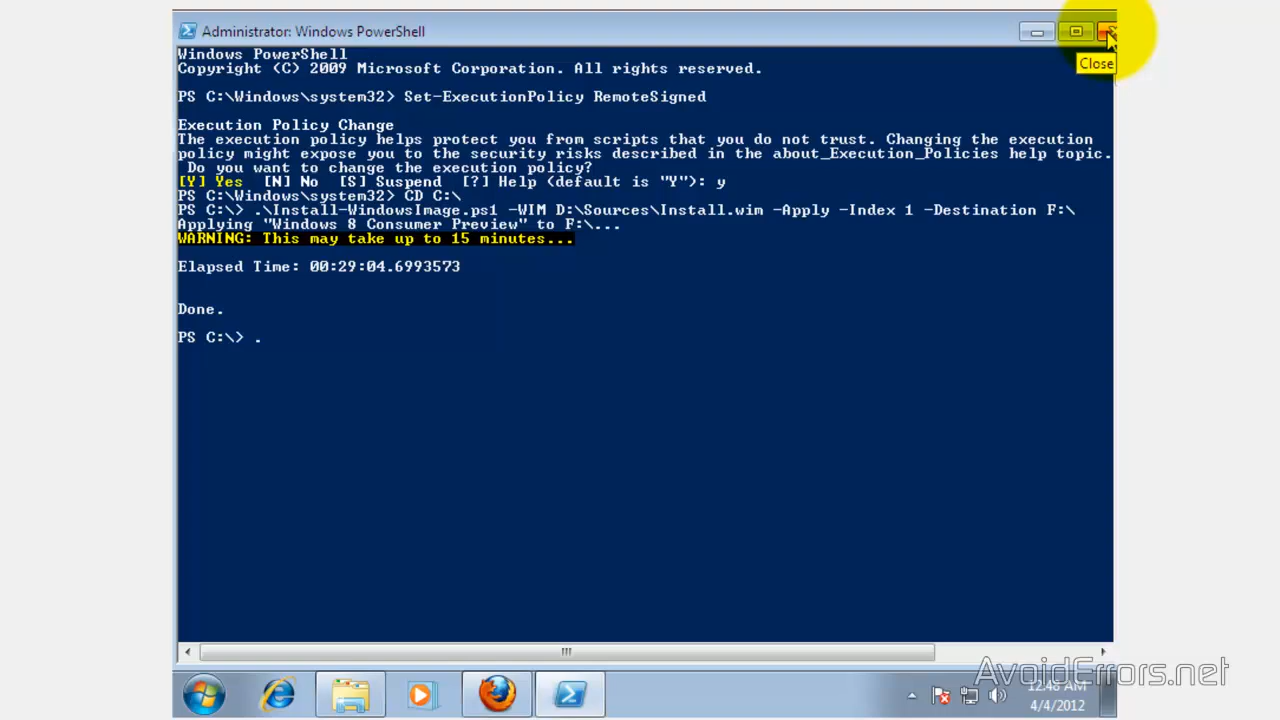 Administrator: Windows PowerShell
Close
Windows PowerShell
Copyright (C) 2009 Microsoft Corporation. All rights reserved.
PS C:\Windows\system32> Set-ExecutionPolicy RemoteSigned
Execution Policy Change
The execution policy helps protect you from scripts that you do not trust. Changing the execution
policy might expose you to the security risks described in the about_Execution_Policies help topic.
Do you want to change the execution policy?
[Y] Yes [N] No [S] Suspend [?] Help (default is "Y"): y
PS C:\Windows\system32> CD C:\
PS C:\> .\Install-WindowsImage.ps1 -WIM D:\Sources\Install.wim -Apply -Index 1 -Destination F:\
Applying "Windows 8 Consumer Preview" to F:\...
WARNING: This may take up to 15 minutes...
Elapsed Time: 00:29:04.6993573
Done.
PS C:\> .
AvoidErrors.net
12:48 AM
4/4/2012